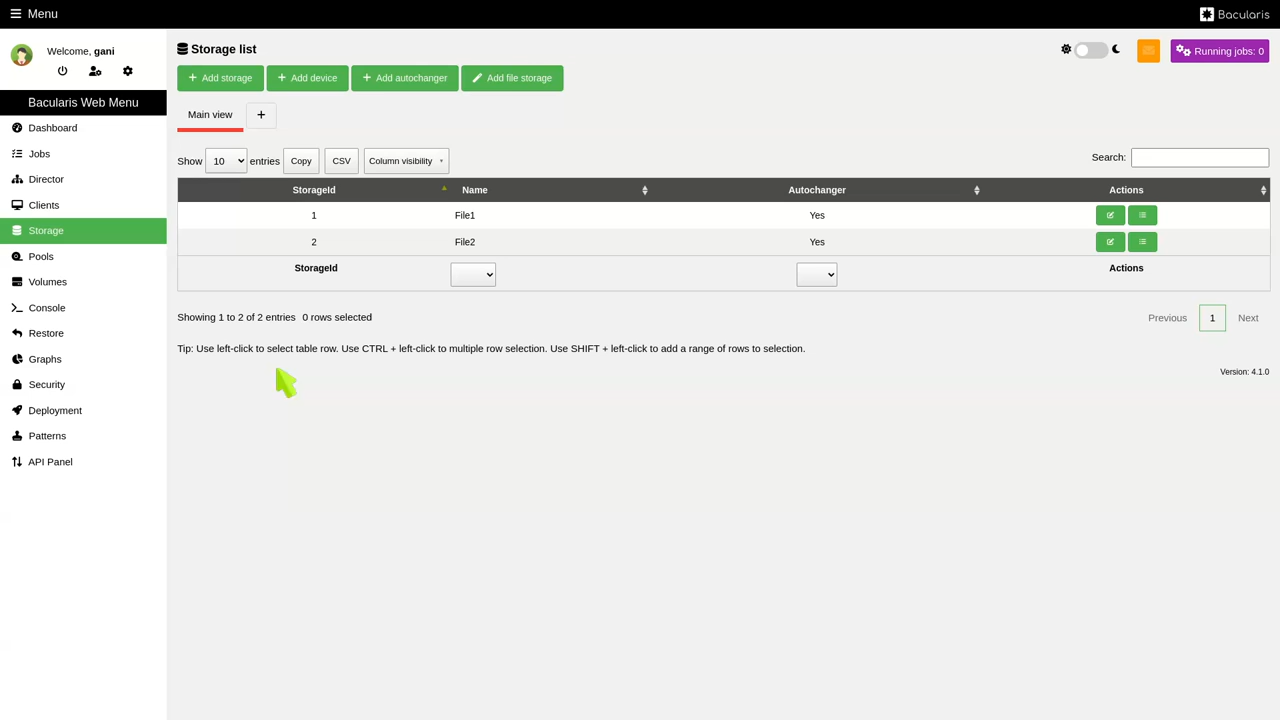 Menu
Bacularis
Welcome, gani
Bacularis Web Menu
Dashboard
Jobs
Director
Clients
Storage
Pools
Volumes
Console
Restore
Graphs
Security
Deployment
Patterns
API Panel
Storage list
Running jobs: 0
Add storage
Add device
Add autochanger
Add file storage
Main view
Show 10 entries Copy CSV Column visibility
Search:
StorageId Name Autochanger Actions
1 File1 Yes
2 File2 Yes
StorageId Actions
Showing 1 to 2 of 2 entries 0 rows selected
Previous 1 Next
Tip: Use left-click to select table row. Use CTRL + left-click to multiple row selection. Use SHIFT + left-click to add a range of rows to selection.
Version: 4.1.0